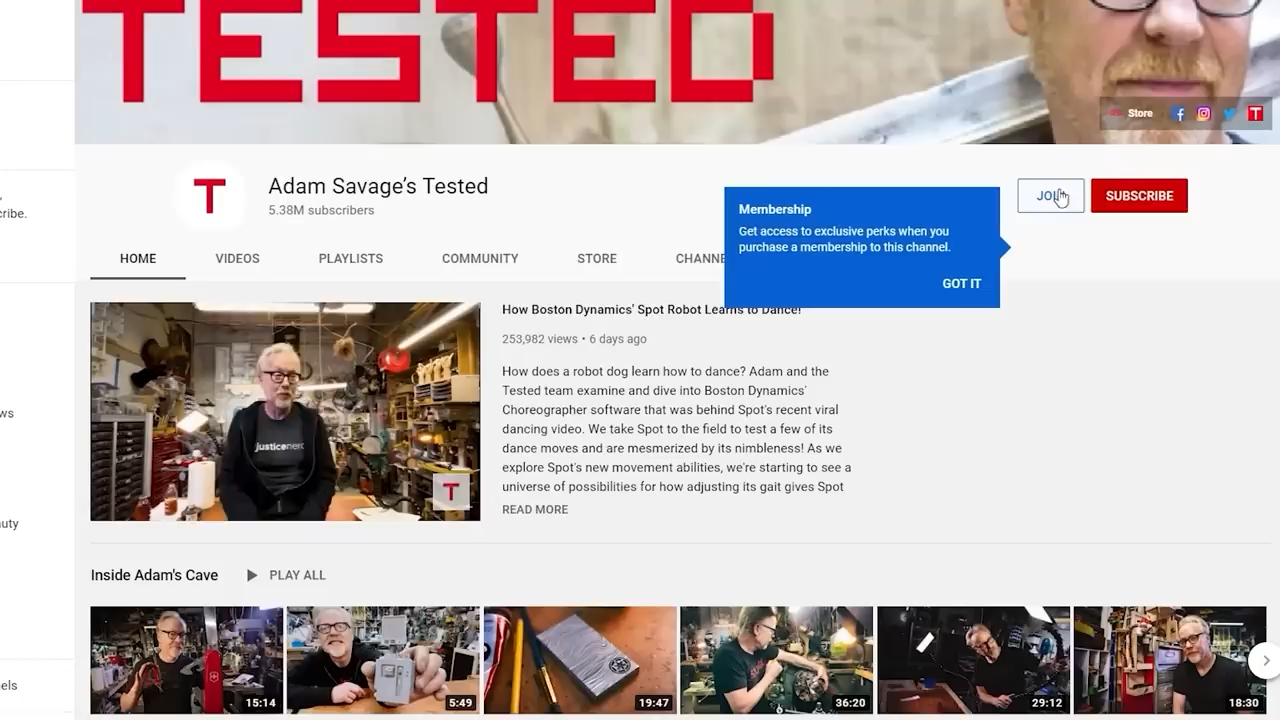 TESTED
Store
T
T
Adam Savage's Tested
5.38M subscribers
JOIN
SUBSCRIBE
Membership
Get access to exclusive perks when you
purchase a membership to this channel.
GOT IT
HOME
VIDEOS
PLAYLISTS
COMMUNITY
STORE
CHANNE
cribe.
How Boston Dynamics' Spot Robot Learns to Dance!
253,982 views • 6 days ago
How does a robot dog learn how to dance? Adam and the
Tested team examine and dive into Boston Dynamics'
Choreographer software that was behind Spot's recent viral
dancing video. We take Spot to the field to test a few of its
dance moves and are mesmerized by its nimbleness! As we
explore Spot's new movement abilities, we're starting to see a
universe of possibilities for how adjusting its gait gives Spot
READ MORE
justicenerd
T
ws
auty
Inside Adam's Cave
PLAY ALL
nels
15:14
5:49
19:47
36:20
29:12
18:30